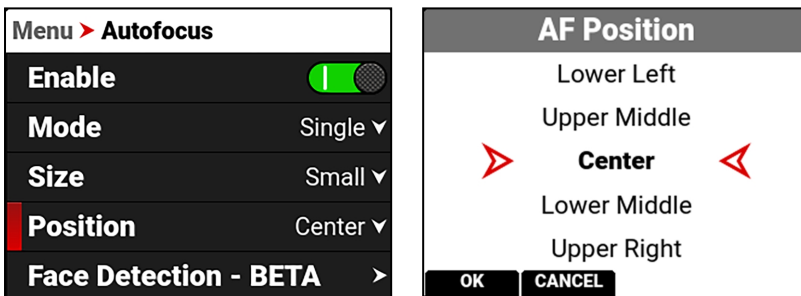 Menu > Autofocus
Enable
Mode Single
Size Small
Position Center
Face Detection - BETA
AF Position
Lower Left
Upper Middle
Center
Lower Middle
Upper Right
OK CANCEL